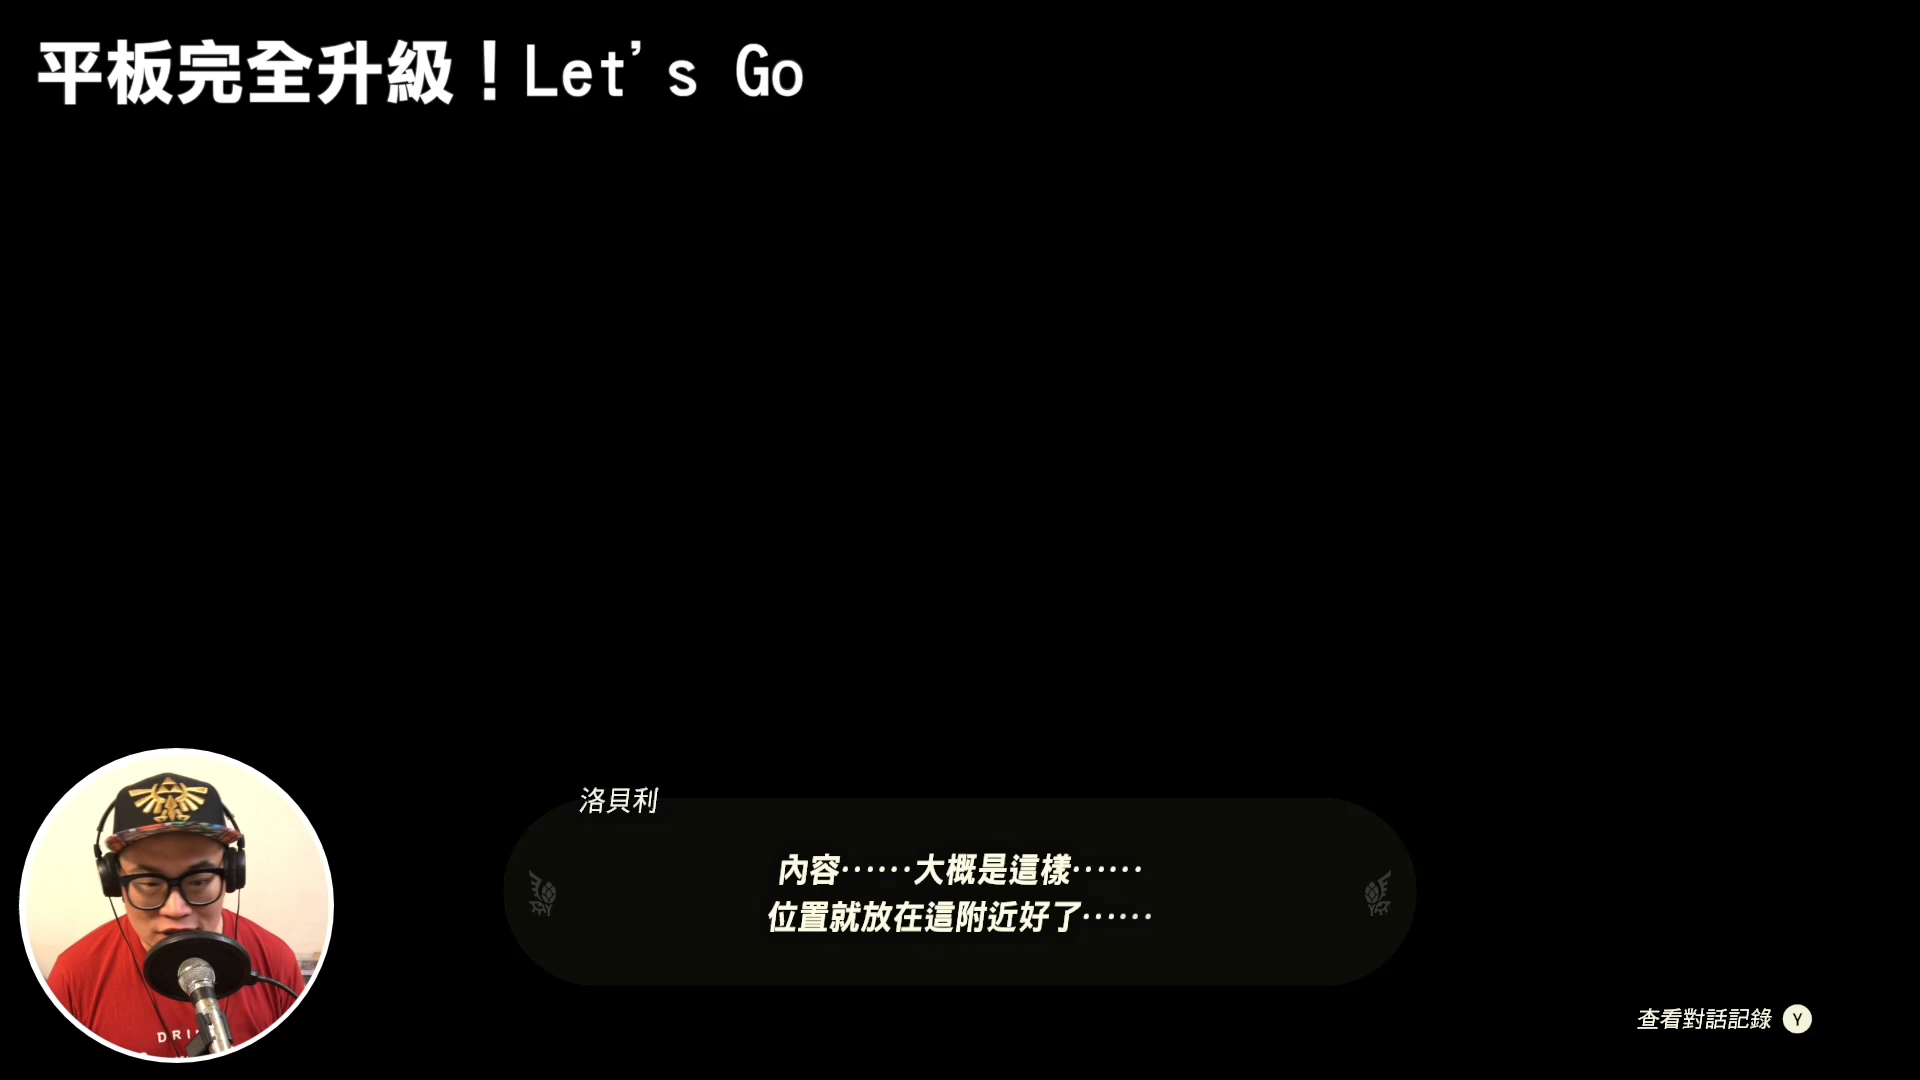 平板完全升級！Let's Go
洛貝利
內容……大概是這樣……
位置就放在這附近好了……
查看對話記錄 Y